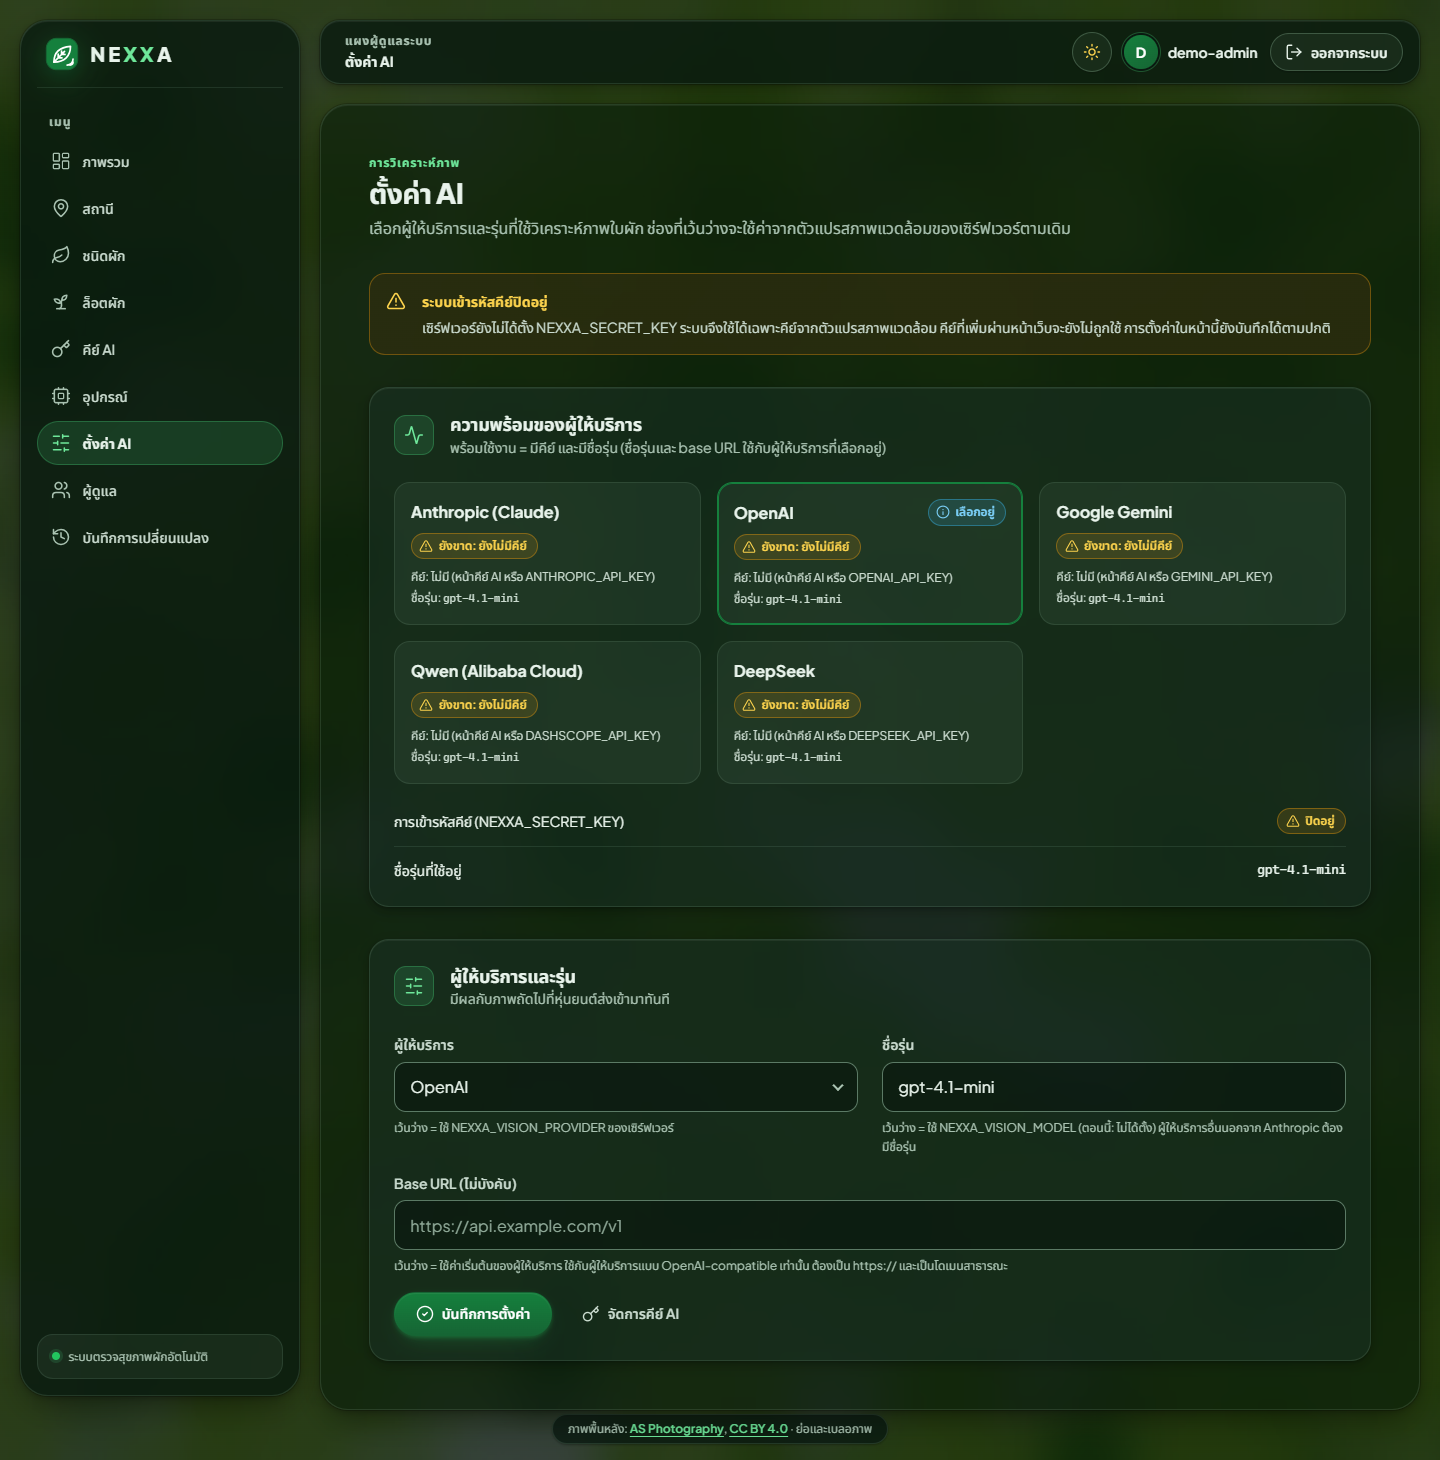 NEXXA
เมนู
ภาพรวม
สถานี
ชนิดผัก
ล็อตผัก
คีย์ AI
อุปกรณ์
ตั้งค่า AI
ผู้ดูแล
บันทึกการเปลี่ยนแปลง
ระบบตรวจสุขภาพผักอัตโนมัติ
แผงผู้ดูแลระบบ
ตั้งค่า AI
D
demo-admin
ออกจากระบบ
การวิเคราะห์ภาพ
ตั้งค่า AI
เลือกผู้ให้บริการและรุ่นที่ใช้วิเคราะห์ภาพใบผัก ช่องที่เว้นว่างจะใช้ค่าจากตัวแปรสภาพแวดล้อมของเซิร์ฟเวอร์ตามเดิม
ระบบเข้ารหัสคีย์ปิดอยู่
เซิร์ฟเวอร์ยังไม่ได้ตั้ง NEXXA_SECRET_KEY ระบบจึงใช้ได้เฉพาะคีย์จากตัวแปรสภาพแวดล้อม คีย์ที่เพิ่มผ่านหน้าเว็บจะยังไม่ถูกใช้ การตั้งค่าในหน้านี้ยังบันทึกได้ตามปกติ
ความพร้อมของผู้ให้บริการ
พร้อมใช้งาน = มีคีย์ และมีชื่อรุ่น (ชื่อรุ่นและ base URL ใช้กับผู้ให้บริการที่เลือกอยู่)
Anthropic (Claude)
ยังขาด: ยังไม่มีคีย์
คีย์: ไม่มี (หน้าคีย์ AI หรือ ANTHROPIC_API_KEY)
ชื่อรุ่น: gpt-4.1-mini
OpenAI
เลือกอยู่
ยังขาด: ยังไม่มีคีย์
คีย์: ไม่มี (หน้าคีย์ AI หรือ OPENAI_API_KEY)
ชื่อรุ่น: gpt-4.1-mini
Google Gemini
ยังขาด: ยังไม่มีคีย์
คีย์: ไม่มี (หน้าคีย์ AI หรือ GEMINI_API_KEY)
ชื่อรุ่น: gpt-4.1-mini
Qwen (Alibaba Cloud)
ยังขาด: ยังไม่มีคีย์
คีย์: ไม่มี (หน้าคีย์ AI หรือ DASHSCOPE_API_KEY)
ชื่อรุ่น: gpt-4.1-mini
DeepSeek
ยังขาด: ยังไม่มีคีย์
คีย์: ไม่มี (หน้าคีย์ AI หรือ DEEPSEEK_API_KEY)
ชื่อรุ่น: gpt-4.1-mini
การเข้ารหัสคีย์ (NEXXA_SECRET_KEY)
ปิดอยู่
ชื่อรุ่นที่ใช้อยู่
gpt-4.1-mini
ผู้ให้บริการและรุ่น
มีผลกับภาพถัดไปที่หุ่นยนต์ส่งเข้ามาทันที
ผู้ให้บริการ
OpenAI
เว้นว่าง = ใช้ NEXXA_VISION_PROVIDER ของเซิร์ฟเวอร์
ชื่อรุ่น
gpt-4.1-mini
เว้นว่าง = ใช้ NEXXA_VISION_MODEL (ตอนนี้: ไม่ได้ตั้ง) ผู้ให้บริการอื่นนอกจาก Anthropic ต้อง
มีชื่อรุ่น
Base URL (ไม่บังคับ)
https://api.example.com/v1
เว้นว่าง = ใช้ค่าเริ่มต้นของผู้ให้บริการ ใช้กับผู้ให้บริการแบบ OpenAI-compatible เท่านั้น ต้องเป็น https:// และเป็นโดเมนสาธารณะ
บันทึกการตั้งค่า
จัดการคีย์ AI
ภาพพื้นหลัง: AS Photography, CC BY 4.0 · ย่อและเบลอภาพ